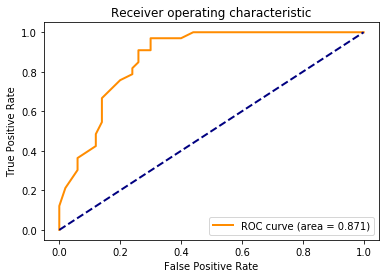 Receiver operating characteristic
True Positive Rate
1.0
0.8
0.6
0.4
0.2
0.0
ROC curve (area = 0.871)
0.0 0.2 0.4 0.6 0.8 1.0
False Positive Rate